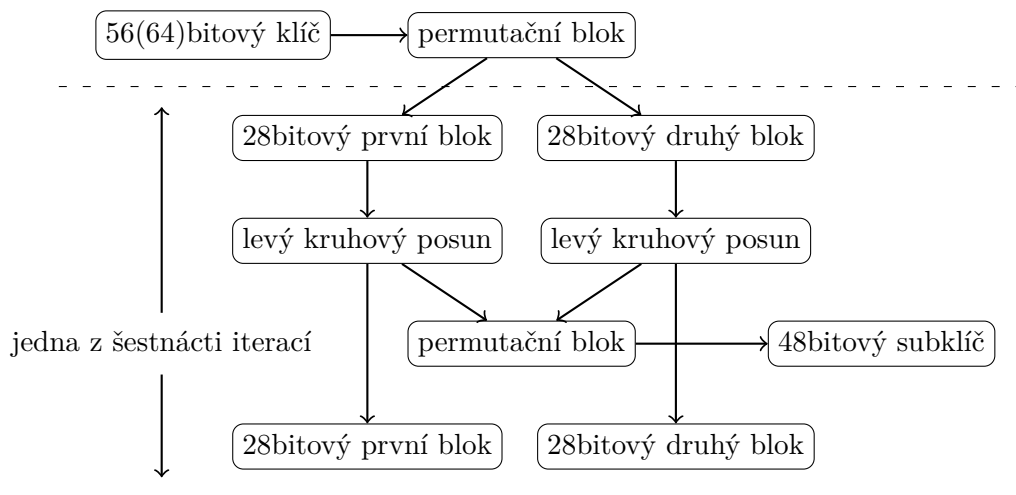 56(64)bitový klíč
permutační blok
28bitový první blok
28bitový druhý blok
levý kruhový posun
levý kruhový posun
jedna z šestnácti iterací
permutační blok
48bitový subklíč
28bitový první blok
28bitový druhý blok